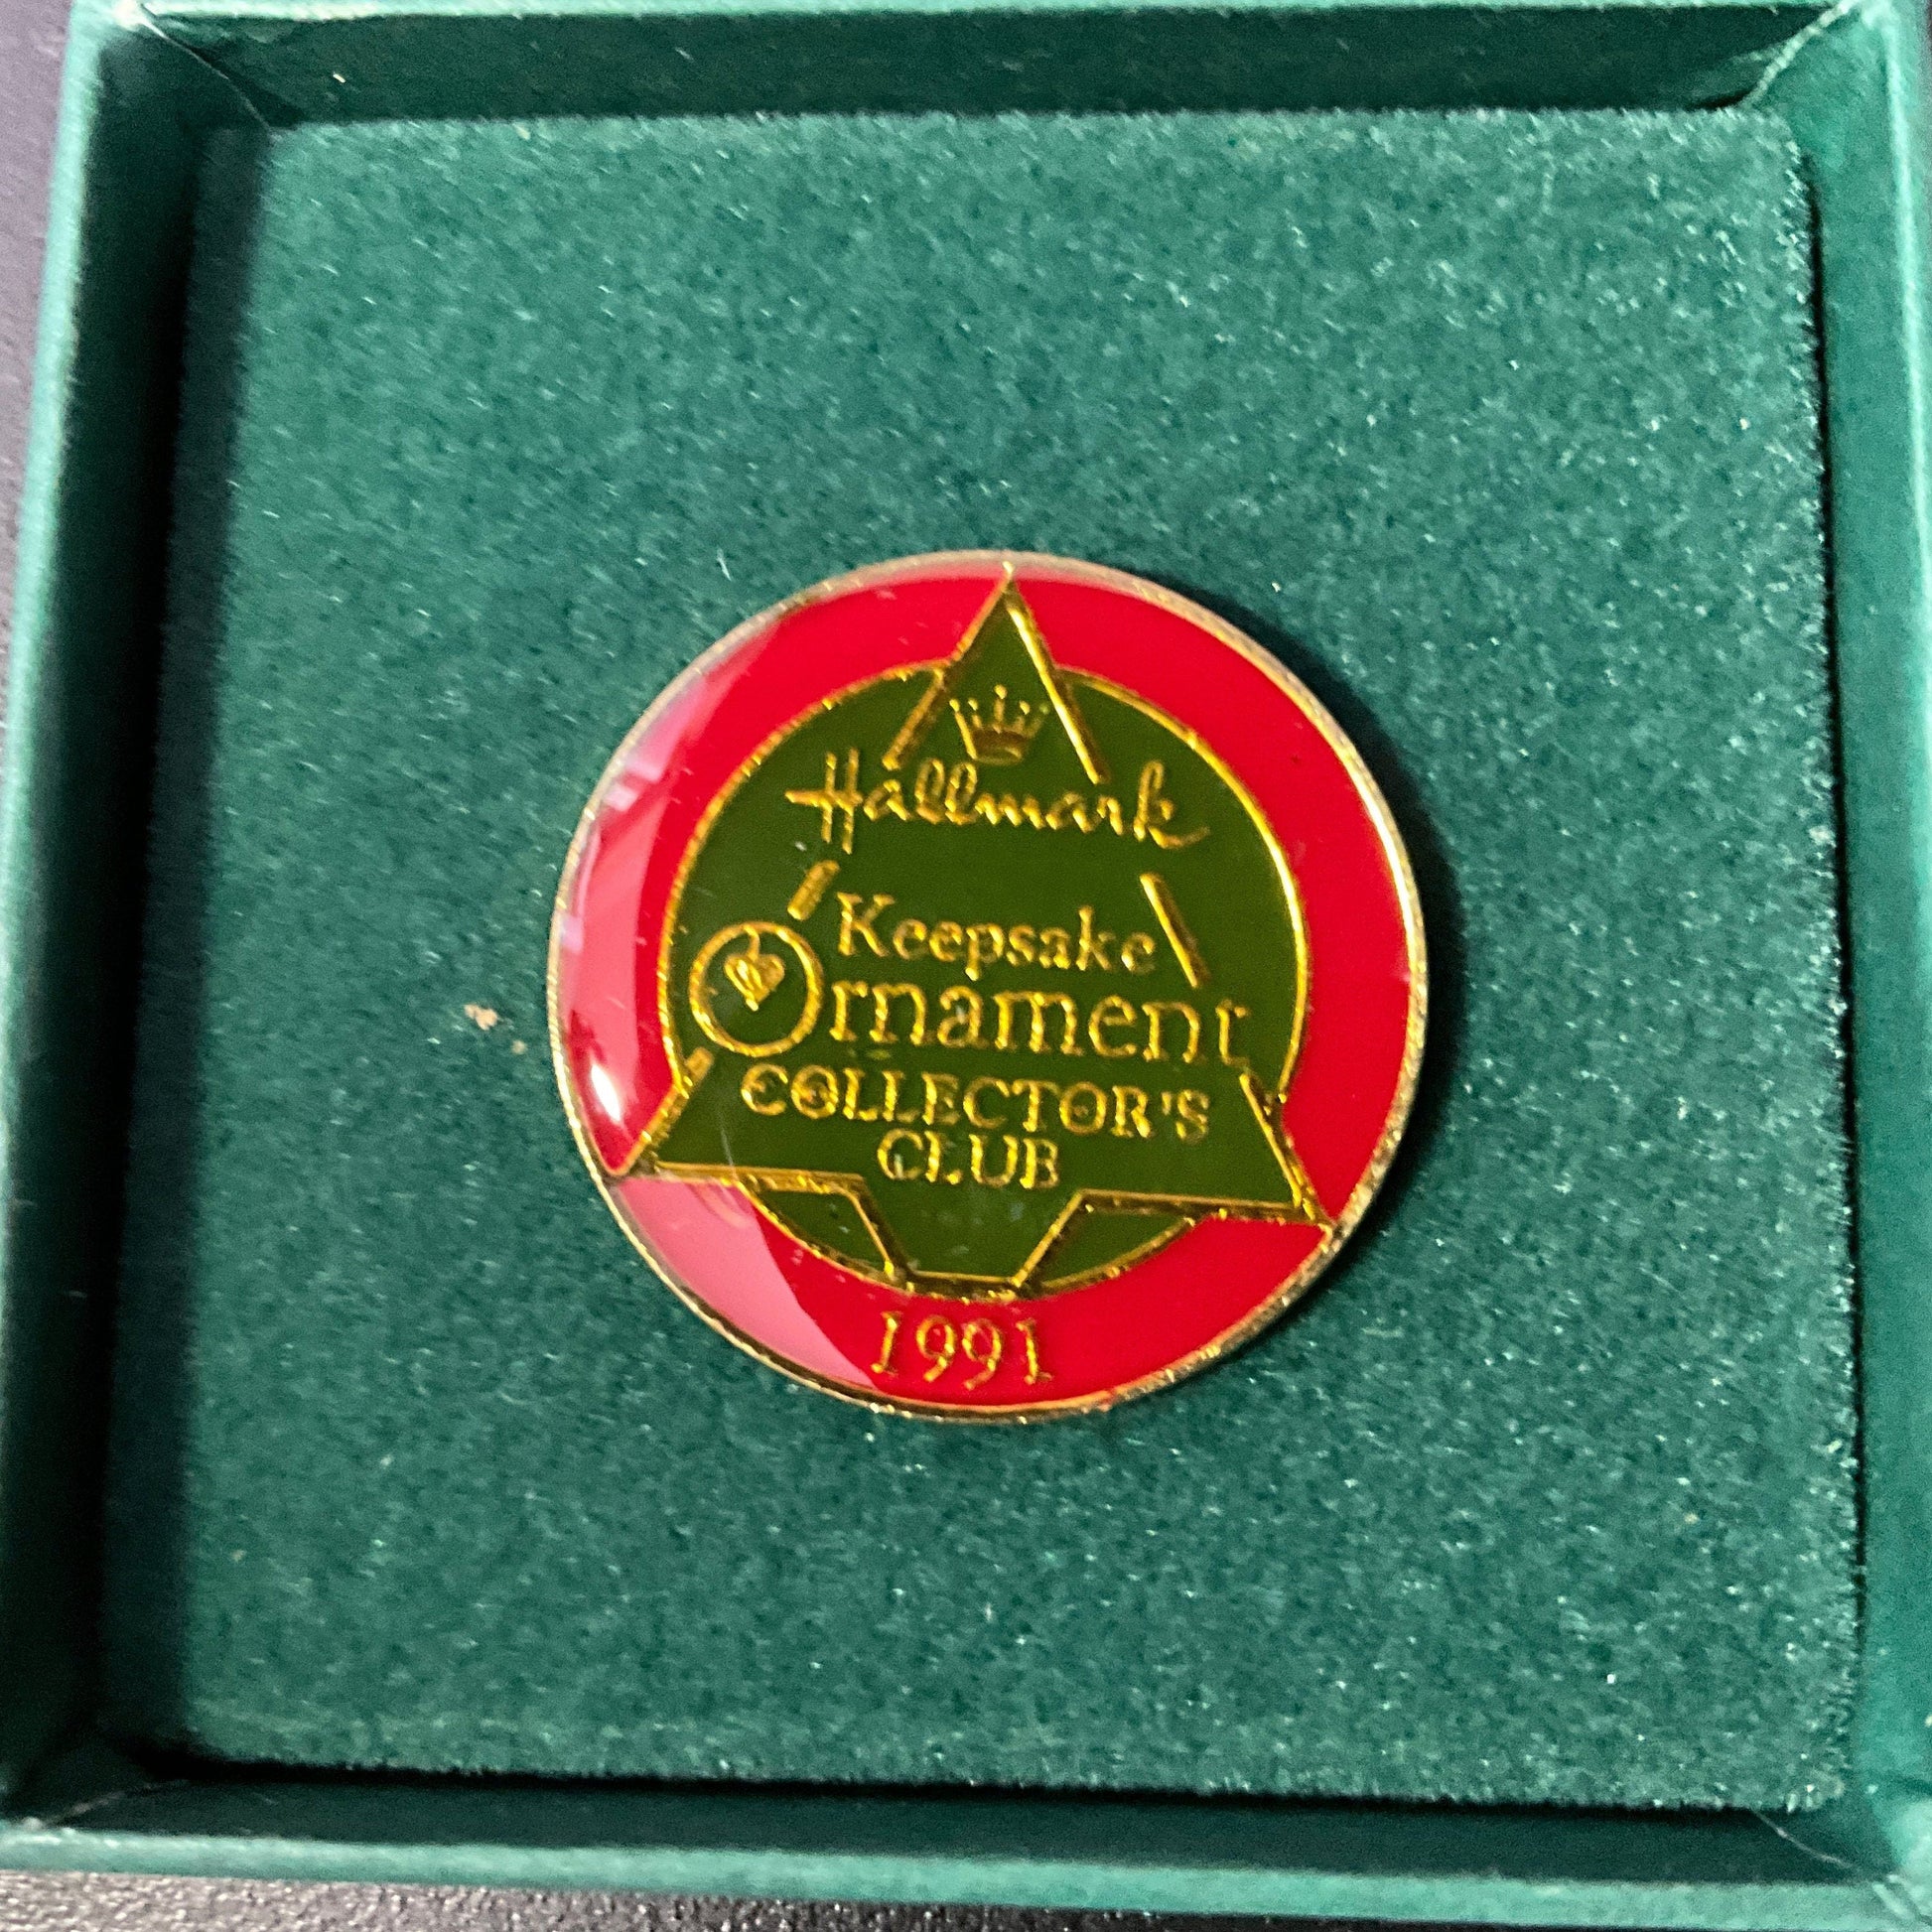 Hallmark
Keepsake
Ornament
COLLECTOR'S
CLUB
1991